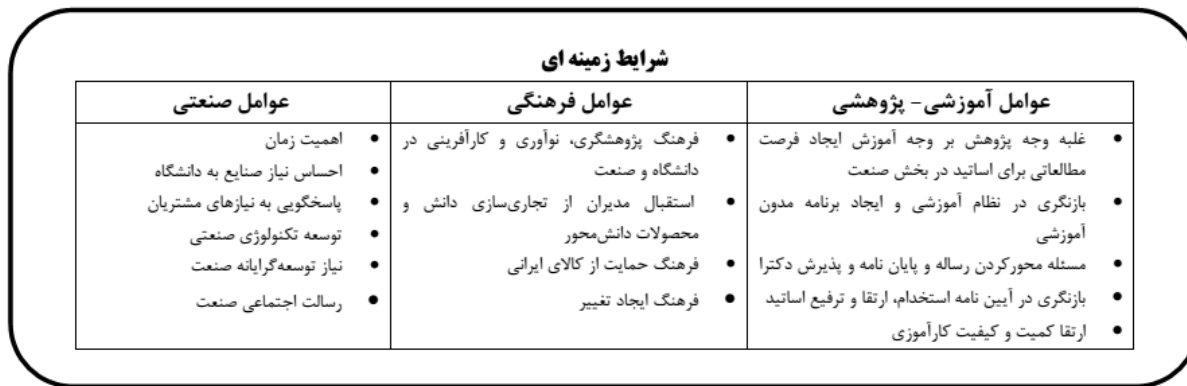 شرایط زمینه ای
عوامل آموزشی- پژوهشی
• غلبه وجه پژوهش بر وجه آموزش ایجاد فرصت
مطالعاتی برای اساتید در بخش صنعت
• بازنگری در نظام آموزشی و ایجاد برنامه مدون
آموزشی
• مسئله محورکردن رساله و پایان نامه و پذیرش دکترا
• بازنگری در آیین نامه استخدام، ارتقا و ترفیع اساتید
• ارتقا کمیت و کیفیت کارآموزی
عوامل فرهنگی
• فرهنگ پژوهشگری، نوآوری و کارآفرینی در
دانشگاه و صنعت
• استقبال مدیران از تجاری‌سازی دانش و
محصولات دانش‌محور
• فرهنگ حمایت از کالای ایرانی
• فرهنگ ایجاد تغییر
عوامل صنعتی
• اهمیت زمان
• احساس نیاز صنایع به دانشگاه
• پاسخگویی به نیازهای مشتریان
• توسعه تکنولوژی صنعتی
• نیاز توسعه‌گرایانه صنعت
• رسالت اجتماعی صنعت